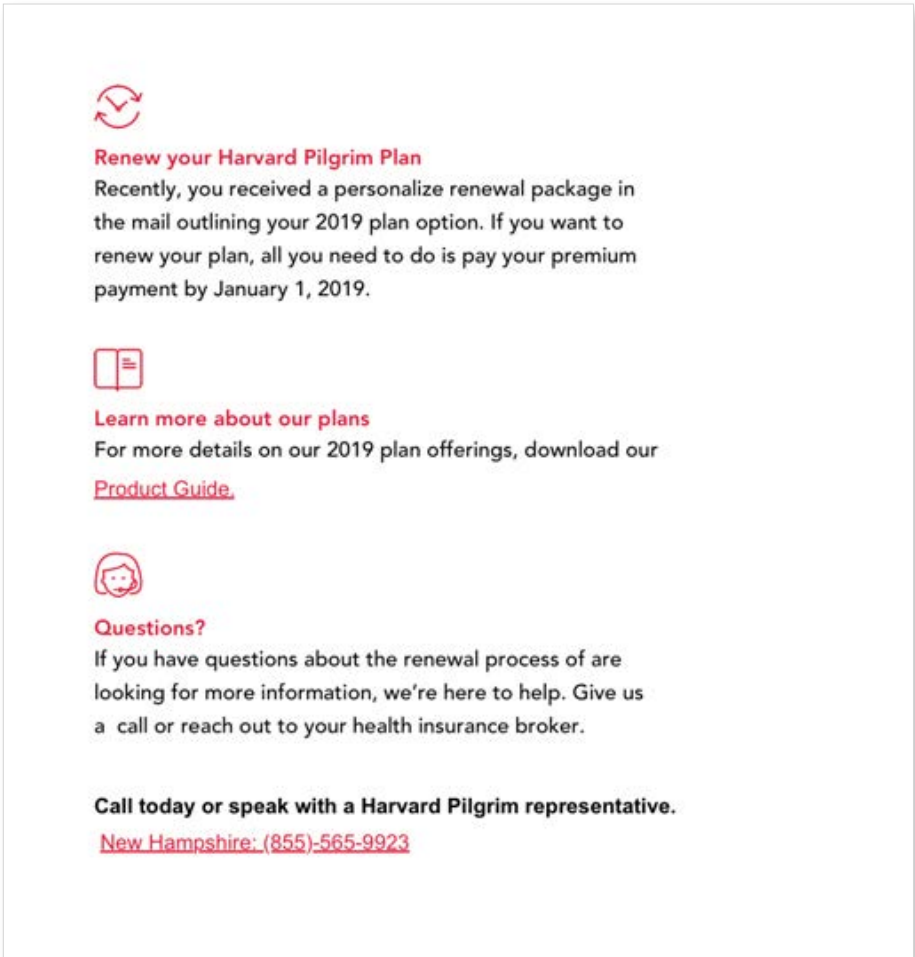 Renew your Harvard Pilgrim Plan
Recently, you received a personalize renewal package in
the mail outlining your 2019 plan option. If you want to
renew your plan, all you need to do is pay your premium
payment by January 1, 2019.
Learn more about our plans
For more details on our 2019 plan offerings, download our
Product Guide.
Questions?
If you have questions about the renewal process of are
looking for more information, we're here to help. Give us
a  call or reach out to your health insurance broker.
Call today or speak with a Harvard Pilgrim representative.
New Hampshire: (855)-565-9923